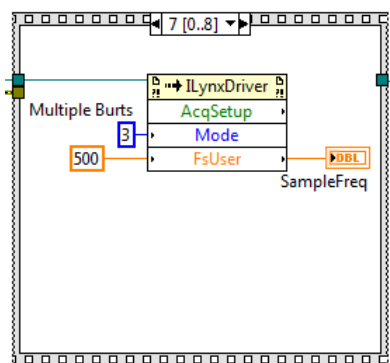 7 [0..8]
ILynxDriver
Multiple Burts
AcqSetup
3
Mode
500
FsUser
DBL
SampleFreq